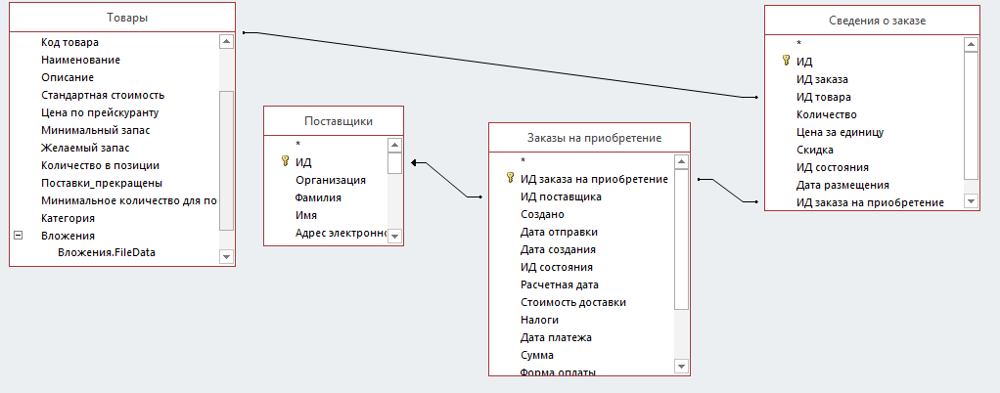 Товары
Код товара
Наименование
Описание
Стандартная стоимость
Цена по прейскуранту
Минимальный запас
Желаемый запас
Количество в позиции
Поставки_прекращены
Минимальное количество для по
Категория
Вложения
Вложения.FileData
Поставщики
*
ИД
Организация
Фамилия
Имя
Адрес электронно
Заказы на приобретение
*
ИД заказа на приобретение
ИД поставщика
Создано
Дата отправки
Дата создания
ИД состояния
Расчетная дата
Стоимость доставки
Налоги
Дата платежа
Сумма
Форма оплаты
Сведения о заказе
*
ИД
ИД заказа
ИД товара
Количество
Цена за единицу
Скидка
ИД состояния
Дата размещения
ИД заказа на приобретение